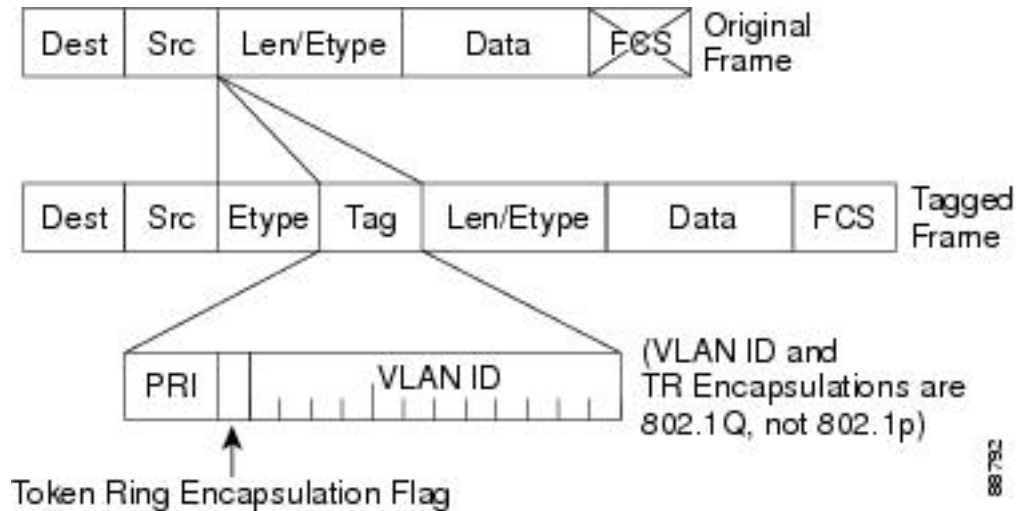 Dest Src Len/Etype Data FCS Original
Frame
Dest Src Etype Tag Len/Etype Data FCS Tagged
Frame
PRI VLAN ID (VLAN ID and
TR Encapsulations are
802.1Q, not 802.1p)
Token Ring Encapsulation Flag
88792